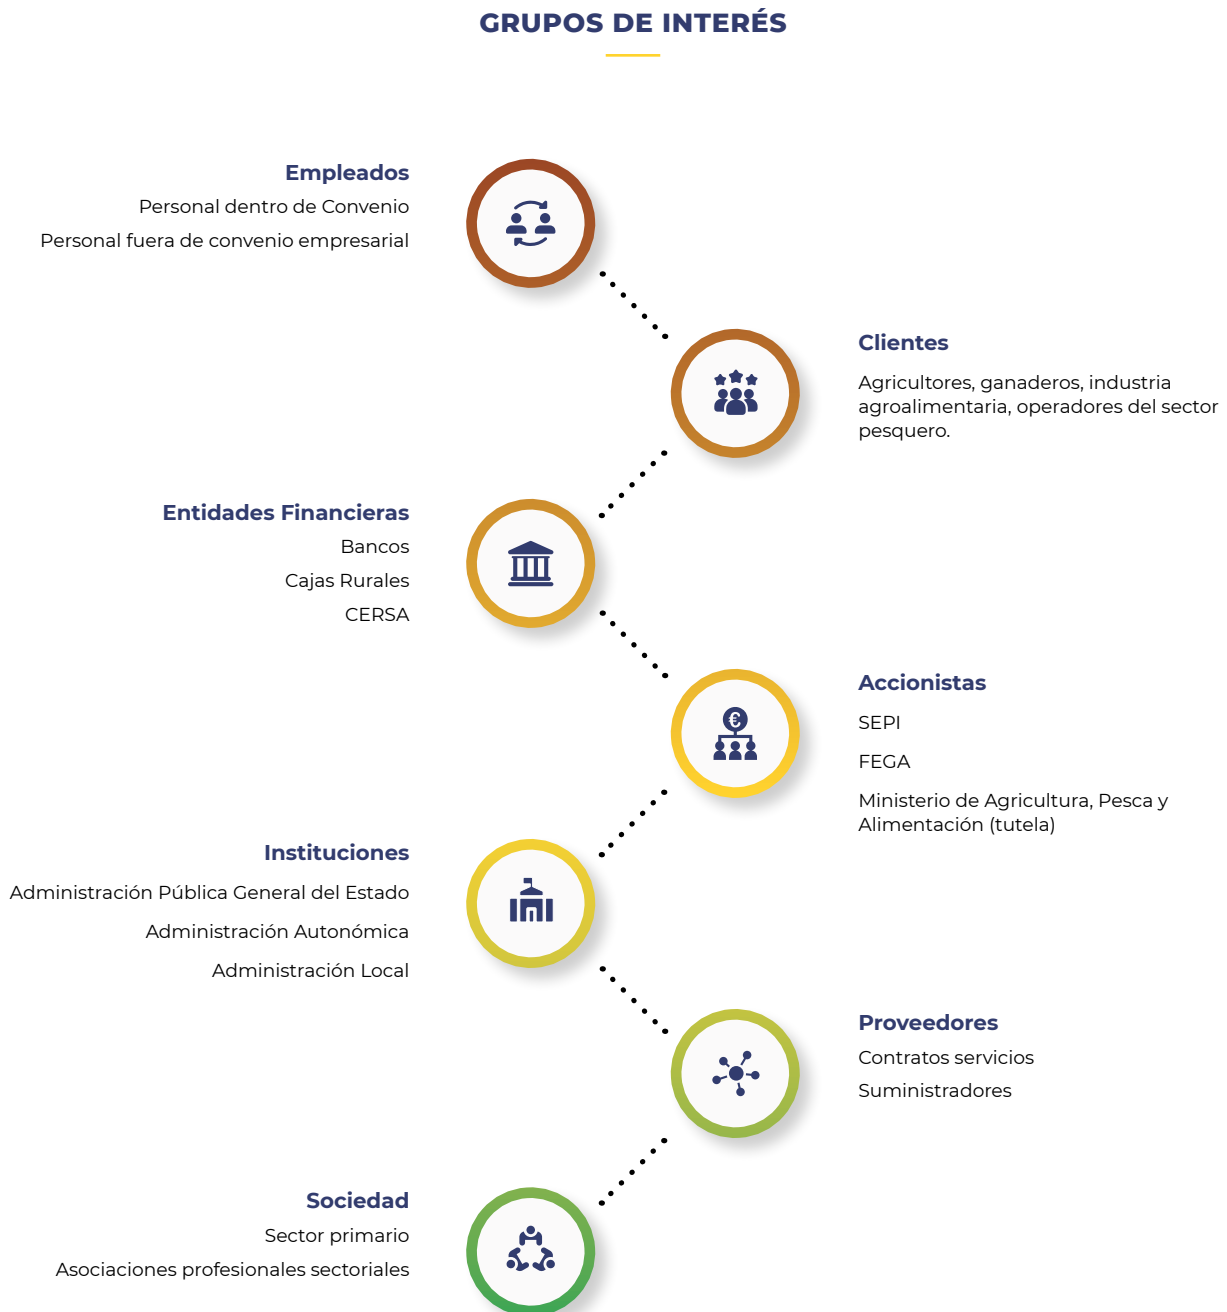 GRUPOS DE INTERÉS
Empleados
Personal dentro de Convenio
Personal fuera de convenio empresarial
Clientes
Agricultores, ganaderos, industria
agroalimentaria, operadores del sector
pesquero.
Entidades Financieras
Bancos
Cajas Rurales
CERSA
Accionistas
SEPI
FEGA
Ministerio de Agricultura, Pesca y
Alimentación (tutela)
Instituciones
Administración Pública General del Estado
Administración Autonómica
Administración Local
Proveedores
Contratos servicios
Suministradores
Sociedad
Sector primario
Asociaciones profesionales sectoriales